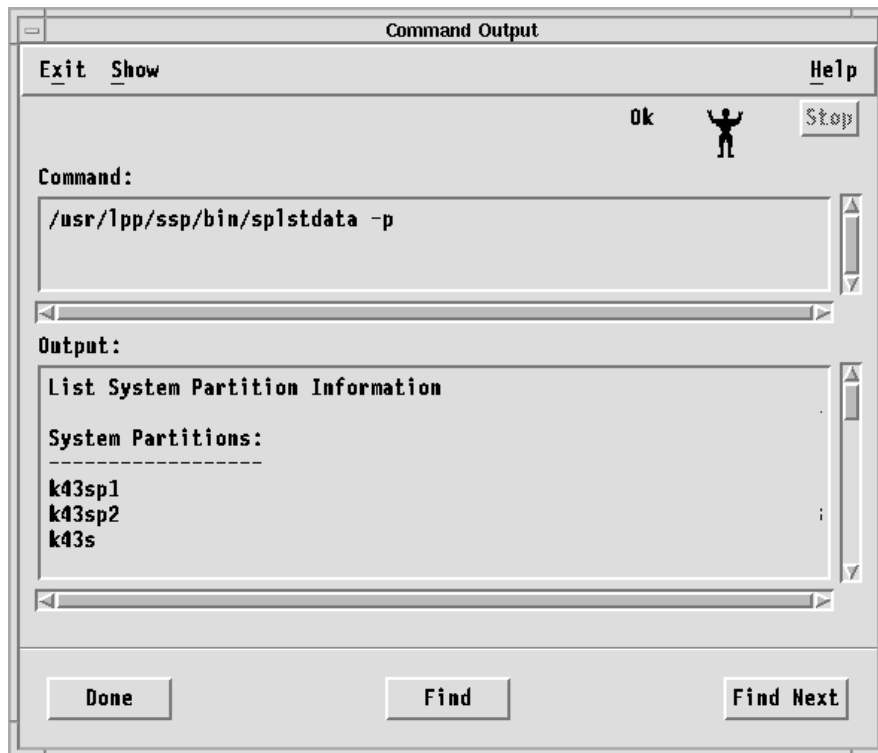 Command Output
Exit Show Help
Ok Stop
Command:
/usr/lpp/ssp/bin/splstdata -p
Output:
List System Partition Information
System Partitions:
------------------
k43sp1
k43sp2
k43s
Done Find Find Next